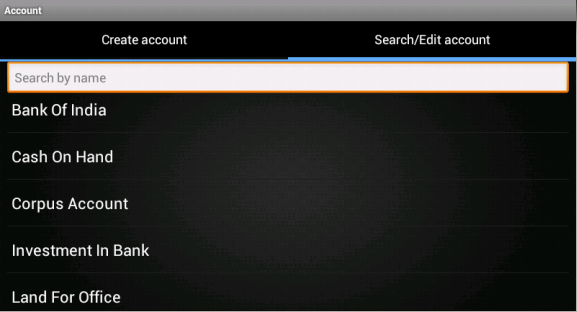 Account
Create account
Search/Edit account
Search by name
Bank Of India
Cash On Hand
Corpus Account
Investment In Bank
Land For Office